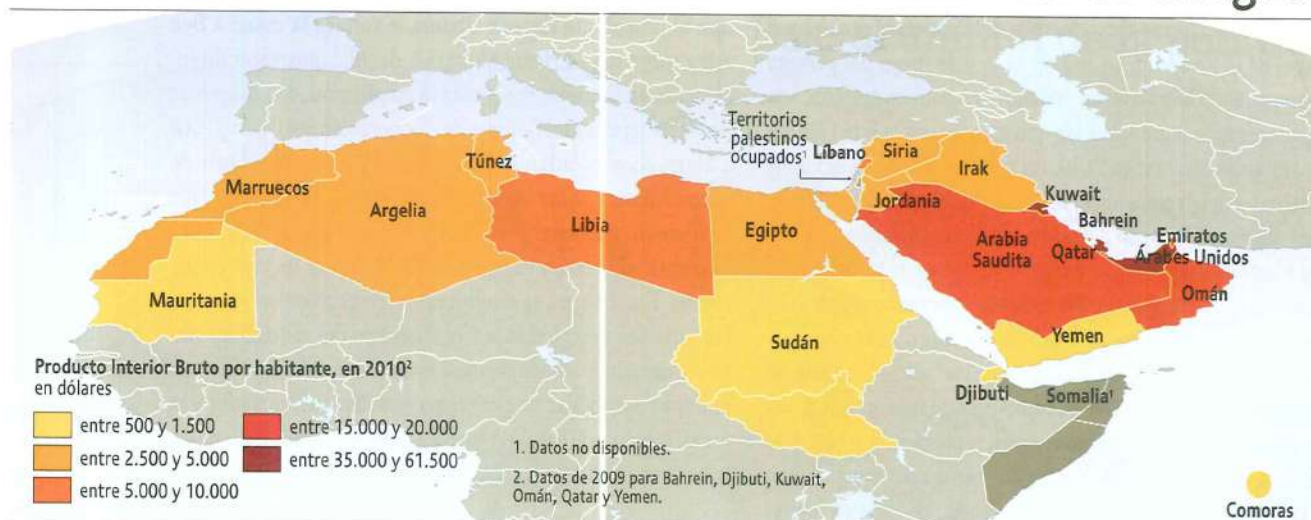 Territorios
palestinos
ocupados¹
Líbano
Siria
Irak
Túnez
Marruecos
Argelia
Libia
Egipto
Jordania
Kuwait
Bahrein
Arabia
Saudita
Qatar
Emiratos
Árabes Unidos
Omán
Mauritania
Sudán
Yemen
Djibuti
Somalia¹
Comoras
Producto Interior Bruto por habitante, en 2010²
en dólares
entre 500 y 1.500
entre 2.500 y 5.000
entre 5.000 y 10.000
entre 15.000 y 20.000
entre 35.000 y 61.500
1. Datos no disponibles.
2. Datos de 2009 para Bahrein, Djibuti, Kuwait,
Omán, Qatar y Yemen.